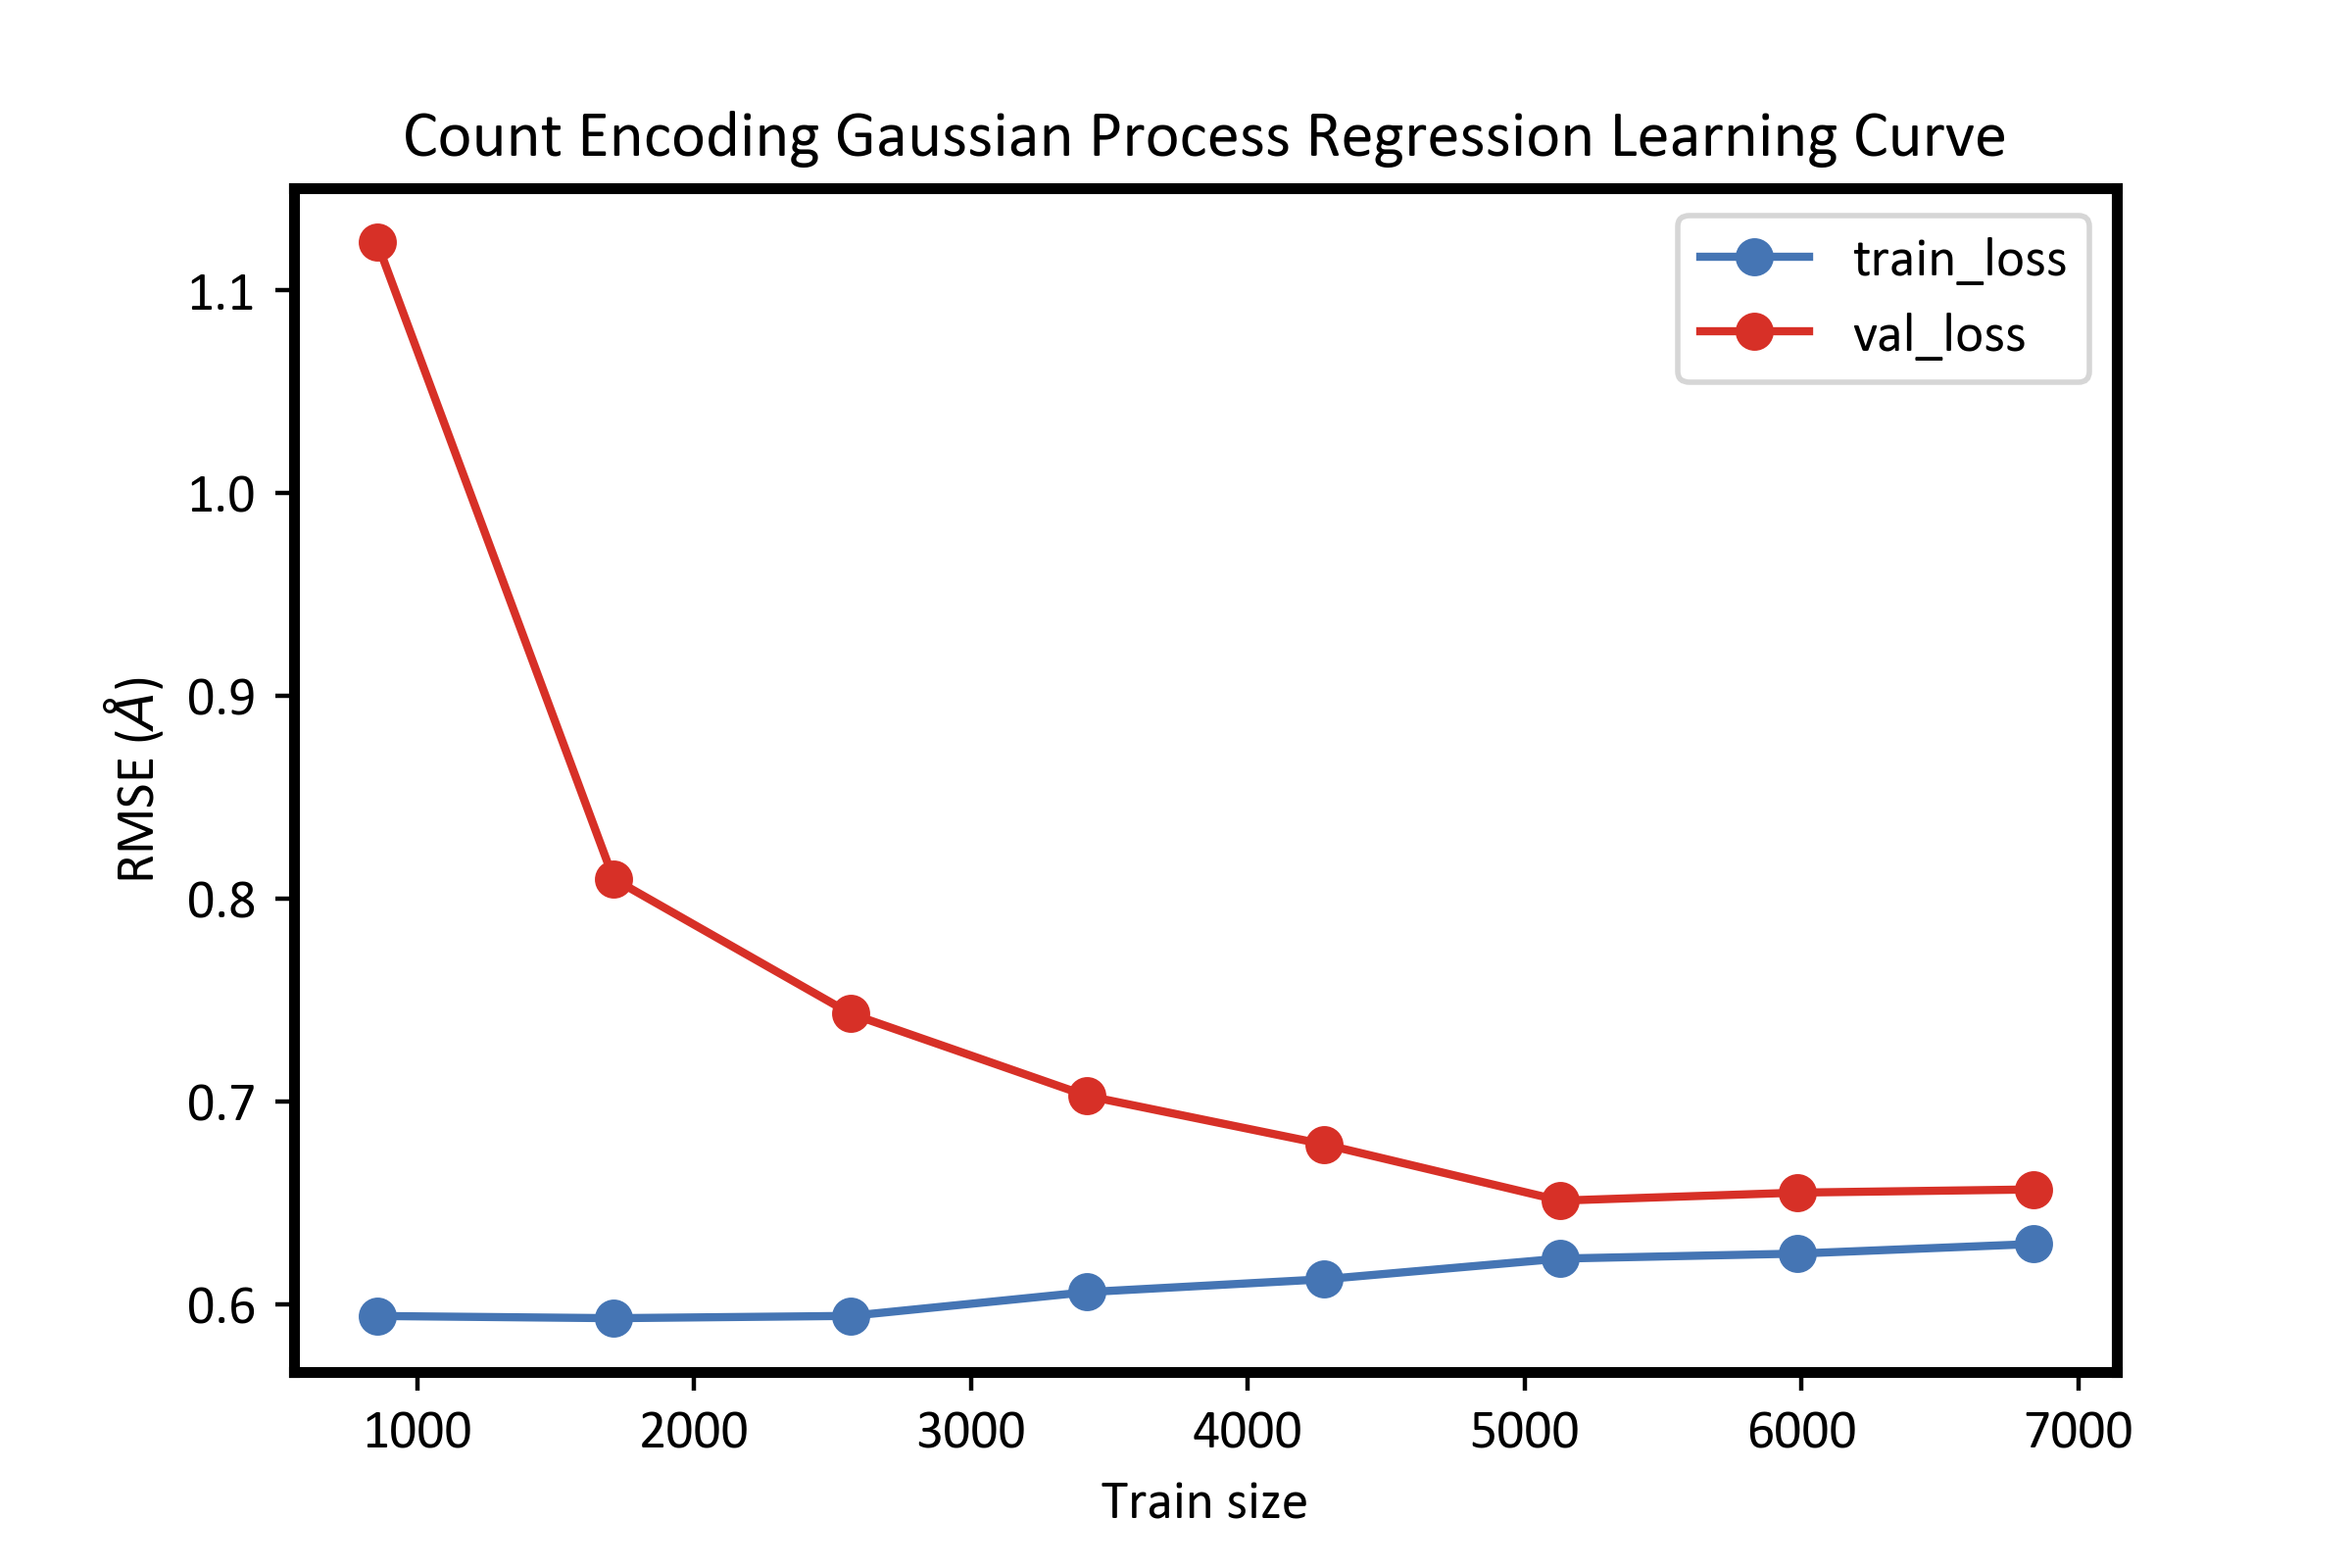 Count Encoding Gaussian Process Regression Learning Curve
train_loss
val_loss
1.1
1.0
0.9
0.8
0.7
0.6
RMSE (Å)
1000 2000 3000 4000 5000 6000 7000
Train size